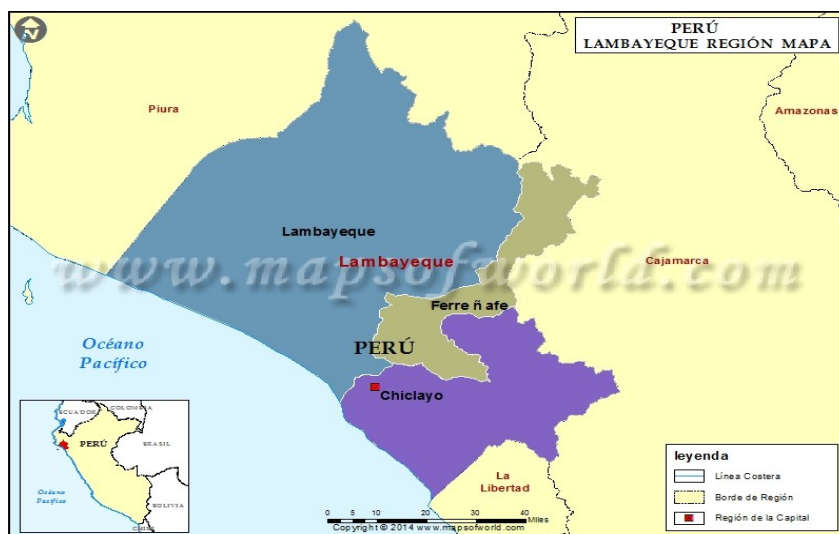 PERÚ
LAMBAYEQUE REGIÓN MAPA
N
Piura
Amazonas
Lambayeque
Lambayeque
www.mapsofworld.com
Cajamarca
Ferre ñ afe
Océano
Pacífico
PERÚ
Chiclayo
La
Libertad
ECUADOR
COLOMBIA
PERÚ
BRASIL
Océano
Pacífico
BOLIVIA
CHILE
leyenda
Línea Costera
Borde de Región
Región de la Capital
0 5 10 20 30 40
Miles
Copyright © 2014 www.mapsofworld.com